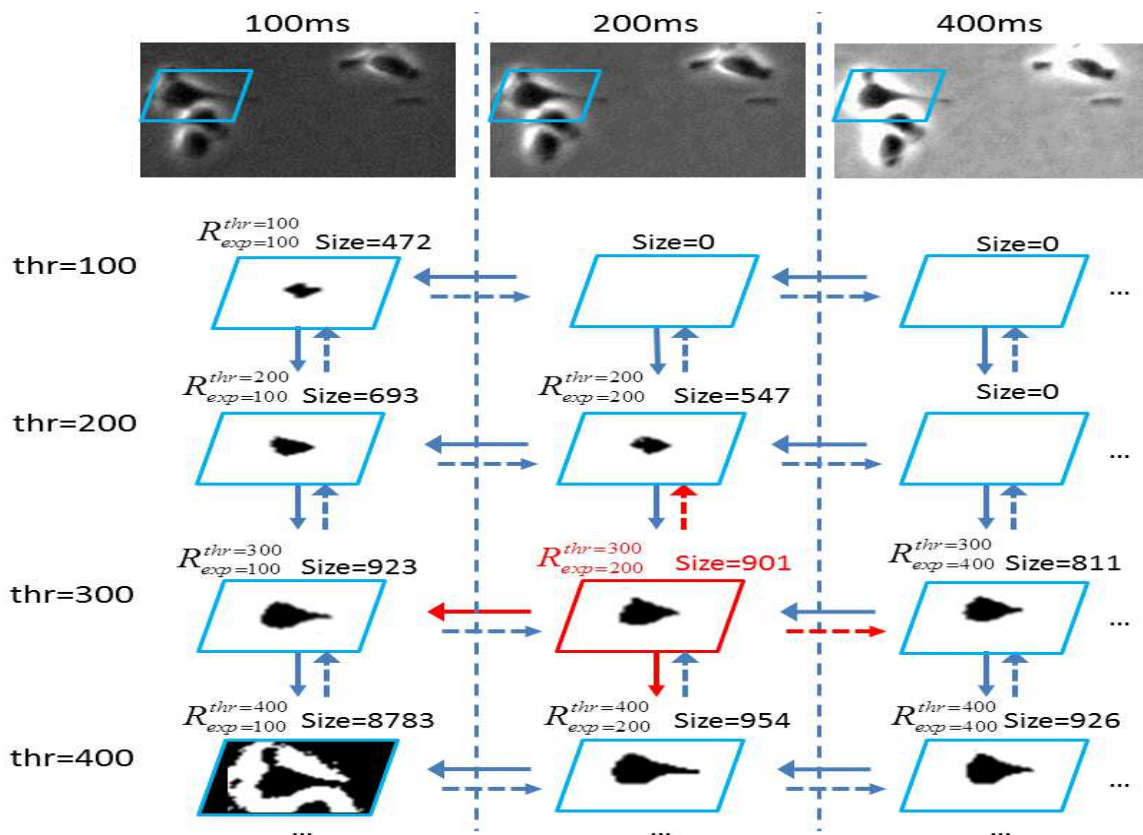 100ms 200ms 400ms
R^{thr=100}_{exp=100} Size=472 Size=0 Size=0
thr=100 ...
R^{thr=200}_{exp=100} Size=693 R^{thr=200}_{exp=200} Size=547 Size=0
thr=200 ...
R^{thr=300}_{exp=100} Size=923 R^{thr=300}_{exp=200} Size=901 R^{thr=300}_{exp=400} Size=811
thr=300 ...
R^{thr=400}_{exp=100} Size=8783 R^{thr=400}_{exp=200} Size=954 R^{thr=400}_{exp=400} Size=926
thr=400 ...
... ... ...